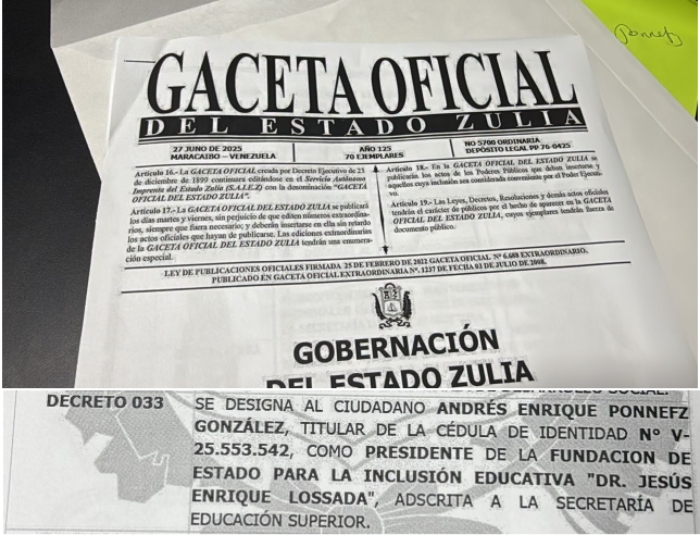 Ponnefz
GACETA OFICIAL
DEL ESTADO ZULIA
27 JUNO DE 2025
MARACAIBO – VENEZUELA
AÑO 125
70 EJEMPLARES
NO 5706 ORDINARIA
DEPÓSITO LEGAL PP 76-0425
Artículo 16.- La GACETA OFICIAL, creada por Decreto Ejecutivo de 23
de diciembre de 1899 continuara editándose en el Servicio Autónomo
Imprenta del Estado Zulia (S.A.I.E.Z) con la denominación "GACETA
OFICIAL DEL ESTADO ZULIA".
Artículo 17.- La GACETA OFICIAL DEL ESTADO ZULIA se publicará
los días martes y viernes, sin perjuicio de que editen números extraordina-
rios, siempre que fuera necesario; y deberán insertarse en ella sin retardo
los actos oficiales que hayan de publicarse. Las ediciones extraordinarias
de la GACETA OFICIAL DEL ESTADO ZULIA tendrán una enumera-
ción especial.
Artículo 18.- En la GACETA OFICIAL DEL ESTADO ZULIA se
publicarán los actos de los Poderes Públicos que deban insertarse y
aquellos cuya inclusión sea considerada conveniente por el Poder Ejecuti-
vo.
Artículo 19.- Las Leyes, Decretos, Resoluciones y demás actos oficiales
tendrán el carácter de públicos por el hecho de aparecer en la GACETA
OFICIAL DEL ESTADO ZULIA, cuyos ejemplares tendrán fuerza de
documento público.
LEY DE PUBLICACIONES OFICIALES FIRMADA 25 DE FEBRERO DE 2022 GACETA OFICIAL Nº 6.688 EXTRAORDINARIO,
PUBLICADO EN GACETA OFICIAL EXTRAORDINARIA Nº. 1237 DE FECHA 01 DE JULIO DE 2008.
GOBERNACIÓN
DEL ESTADO ZULIA
DECRETO 033
SE DESIGNA AL CIUDADANO ANDRÉS ENRIQUE PONNEFZ
GONZÁLEZ, TITULAR DE LA CÉDULA DE IDENTIDAD Nº V-
25.553.542, COMO PRESIDENTE DE LA FUNDACION DE
ESTADO PARA LA INCLUSIÓN EDUCATIVA "DR. JESÚS
ENRIQUE LOSSADA", ADSCRITA A LA SECRETARÍA DE
EDUCACIÓN SUPERIOR.